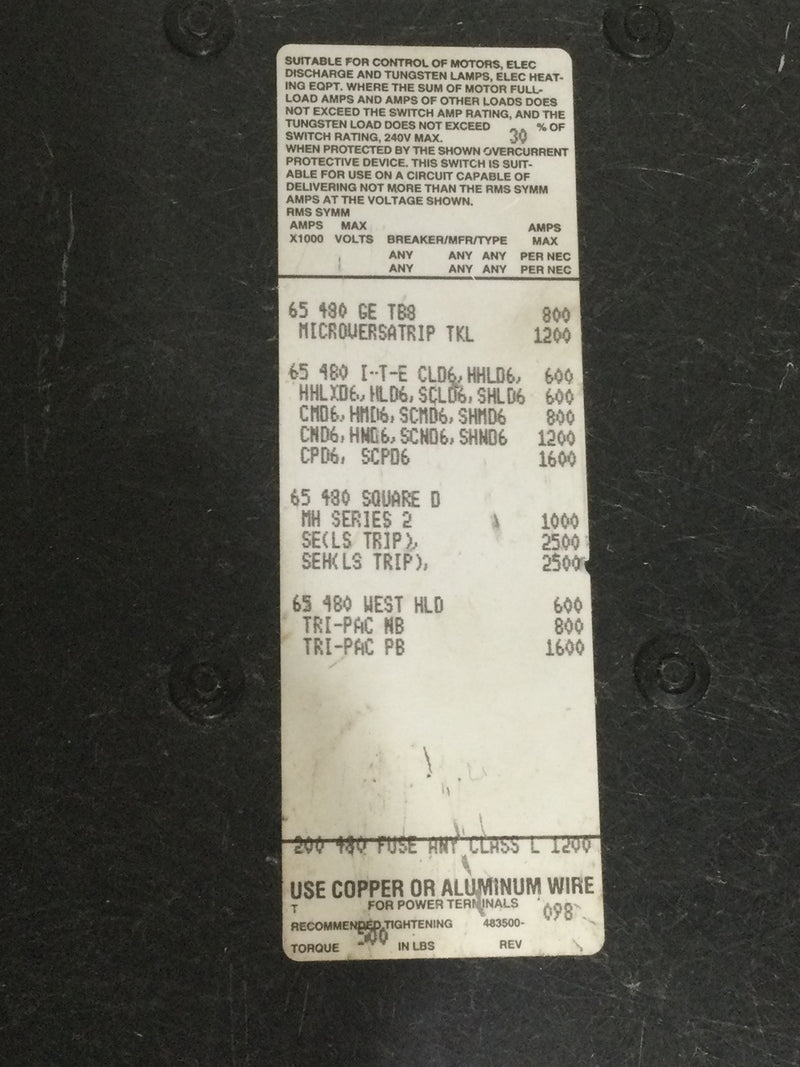 SUITABLE FOR CONTROL OF MOTORS, ELEC
DISCHARGE AND TUNGSTEN LAMPS, ELEC HEAT-
ING EQPT. WHERE THE SUM OF MOTOR FULL-
LOAD AMPS AND AMPS OF OTHER LOADS DOES
NOT EXCEED THE SWITCH AMP RATING, AND THE
TUNGSTEN LOAD DOES NOT EXCEED 30 % OF
SWITCH RATING, 240V MAX.
WHEN PROTECTED BY THE SHOWN OVERCURRENT
PROTECTIVE DEVICE. THIS SWITCH IS SUIT-
ABLE FOR USE ON A CIRCUIT CAPABLE OF
DELIVERING NOT MORE THAN THE RMS SYMM
AMPS AT THE VOLTAGE SHOWN.
RMS SYMM
AMPS MAX AMPS
X1000 VOLTS BREAKER/MFR/TYPE MAX
ANY ANY ANY PER NEC
ANY ANY ANY PER NEC
65 480 GE TB8 800
MICROVERSATRIP TKL 1200
65 480 I-T-E CLD6, HHLD6, 600
HHLXD6, HLD6, SCLD6, SHLD6 600
CMD6, HMD6, SCMD6, SHMD6 800
CND6, HND6, SCND6, SHND6 1200
CPD6, SCPD6 1600
65 480 SQUARE D
MH SERIES 2 1000
SE(LS TRIP), 2500
SEH(LS TRIP), 2500
65 480 WEST HLD 600
TRI-PAC NB 800
TRI-PAC PB 1600
200 480 FUSE ANY CLASS L 1200
USE COPPER OR ALUMINUM WIRE
T FOR POWER TERMINALS
RECOMMENDED TIGHTENING 483500- 098
TORQUE 500 IN LBS REV